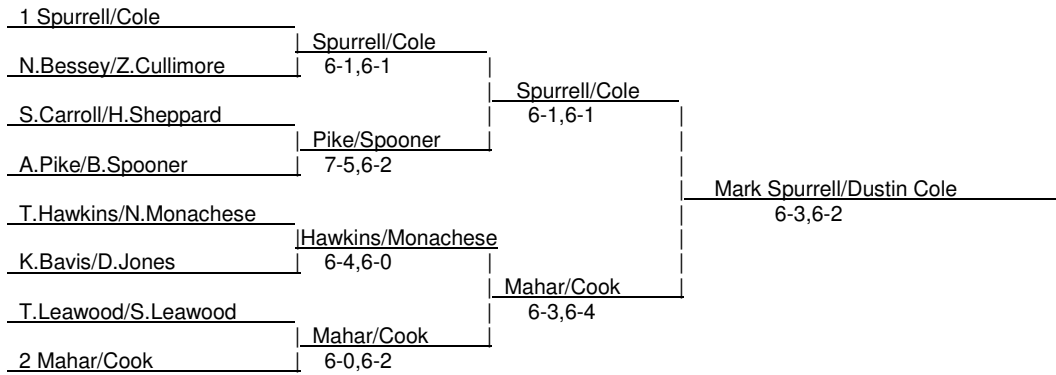 1 Spurrell/Cole
Spurrell/Cole
N.Bessey/Z.Cullimore
6-1,6-1
Spurrell/Cole
S.Carroll/H.Sheppard
6-1,6-1
Pike/Spooner
A.Pike/B.Spooner
7-5,6-2
Mark Spurrell/Dustin Cole
T.Hawkins/N.Monachese
6-3,6-2
Hawkins/Monachese
K.Bavis/D.Jones
6-4,6-0
Mahar/Cook
T.Leawood/S.Leawood
6-3,6-4
Mahar/Cook
2 Mahar/Cook
6-0,6-2